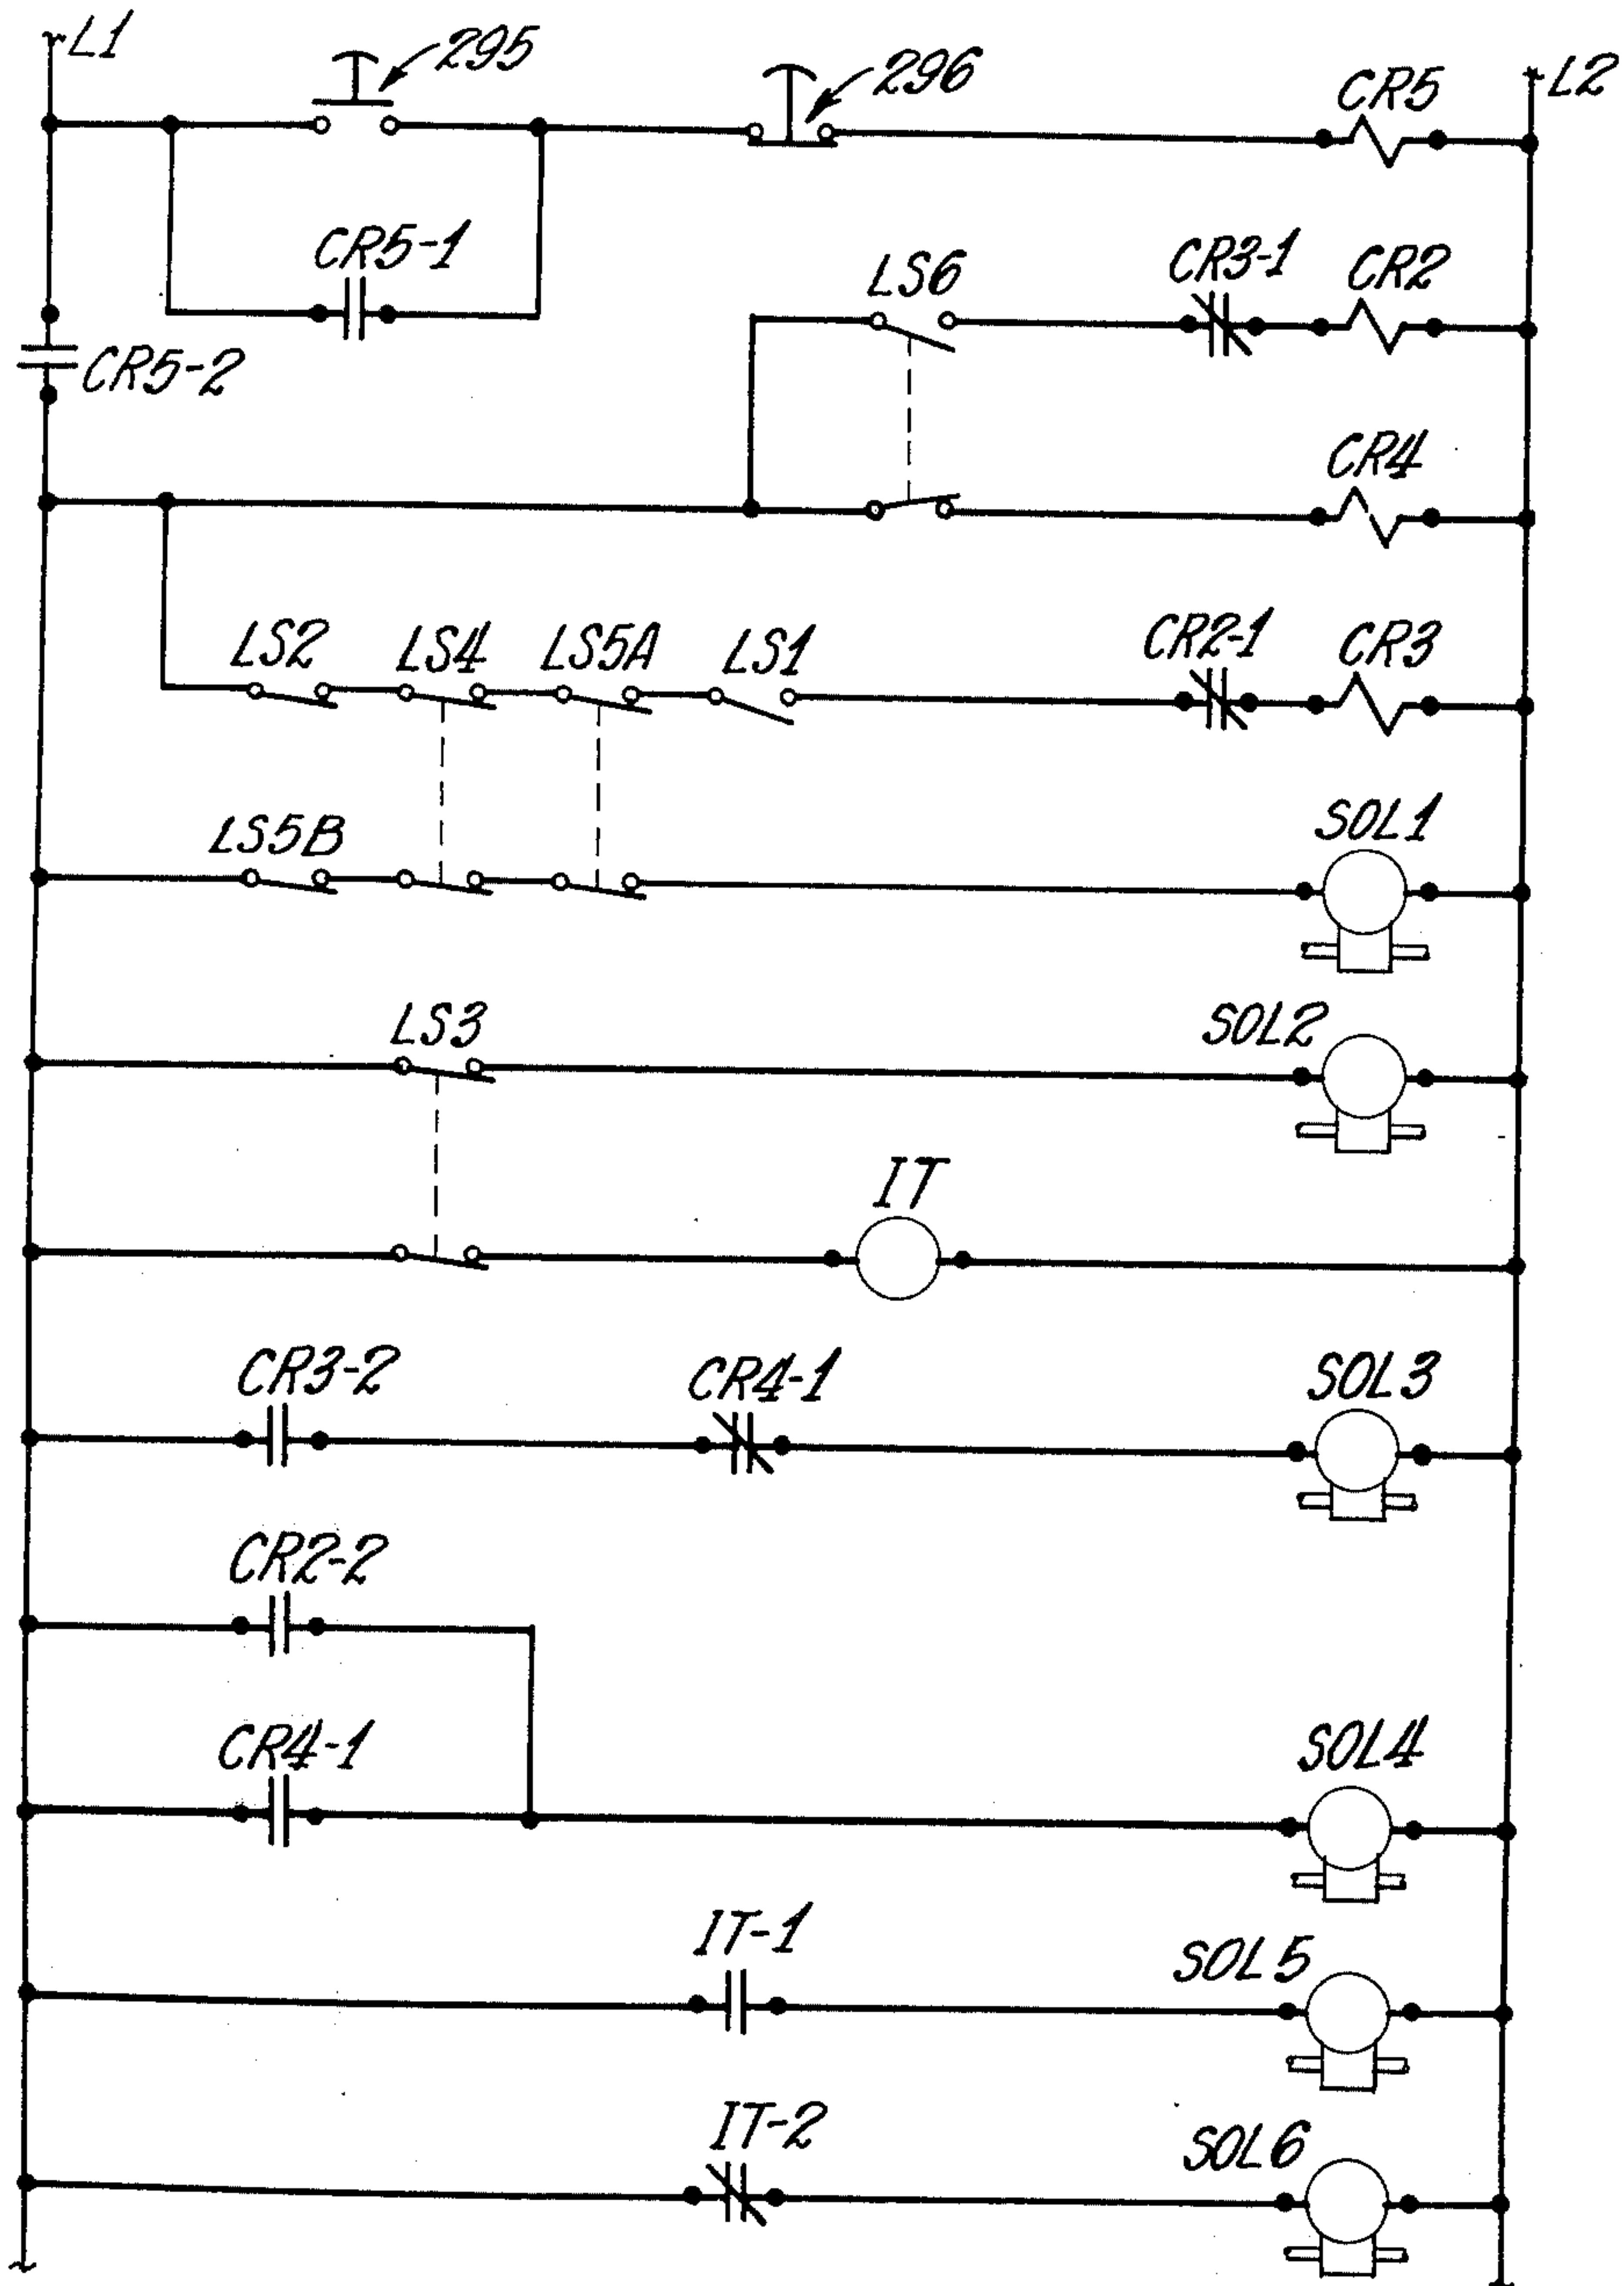 L1
295
296
CR5
L2
CR5-1
LS6
CR3-1
CR2
CR5-2
CR4
LS2
LS4
LS5A
LS1
CR2-1
CR3
LS5B
SOL1
LS3
SOL2
IT
CR3-2
CR4-1
SOL3
CR2-2
CR4-1
SOL4
IT-1
SOL5
IT-2
SOL6